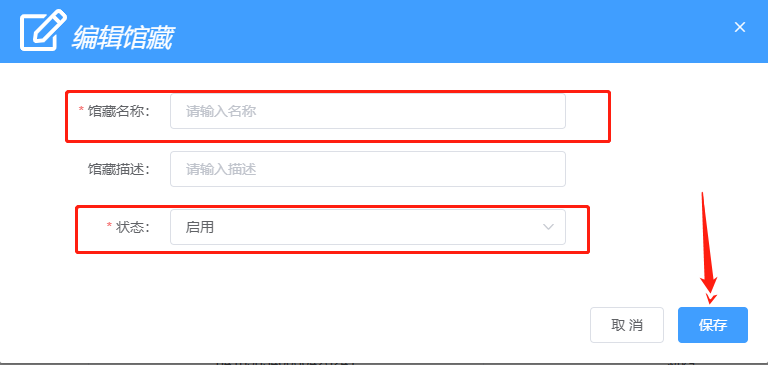 编辑馆藏
* 馆藏名称： 请输入名称
馆藏描述： 请输入描述
* 状态： 启用
取 消 保存